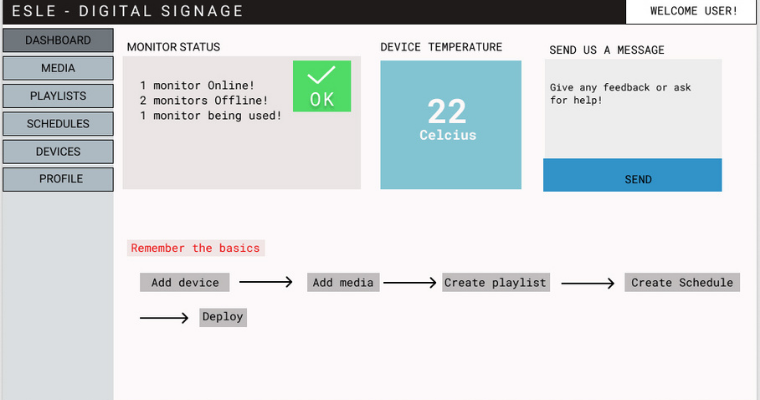 ESLE - DIGITAL SIGNAGE
WELCOME USER!
DASHBOARD
MEDIA
PLAYLISTS
SCHEDULES
DEVICES
PROFILE
MONITOR STATUS
1 monitor Online!
2 monitors Offline!
1 monitor being used!
OK
DEVICE TEMPERATURE
22
Celcius
SEND US A MESSAGE
Give any feedback or ask
for help!
SEND
Remember the basics
Add device
Add media
Create playlist
Create Schedule
Deploy